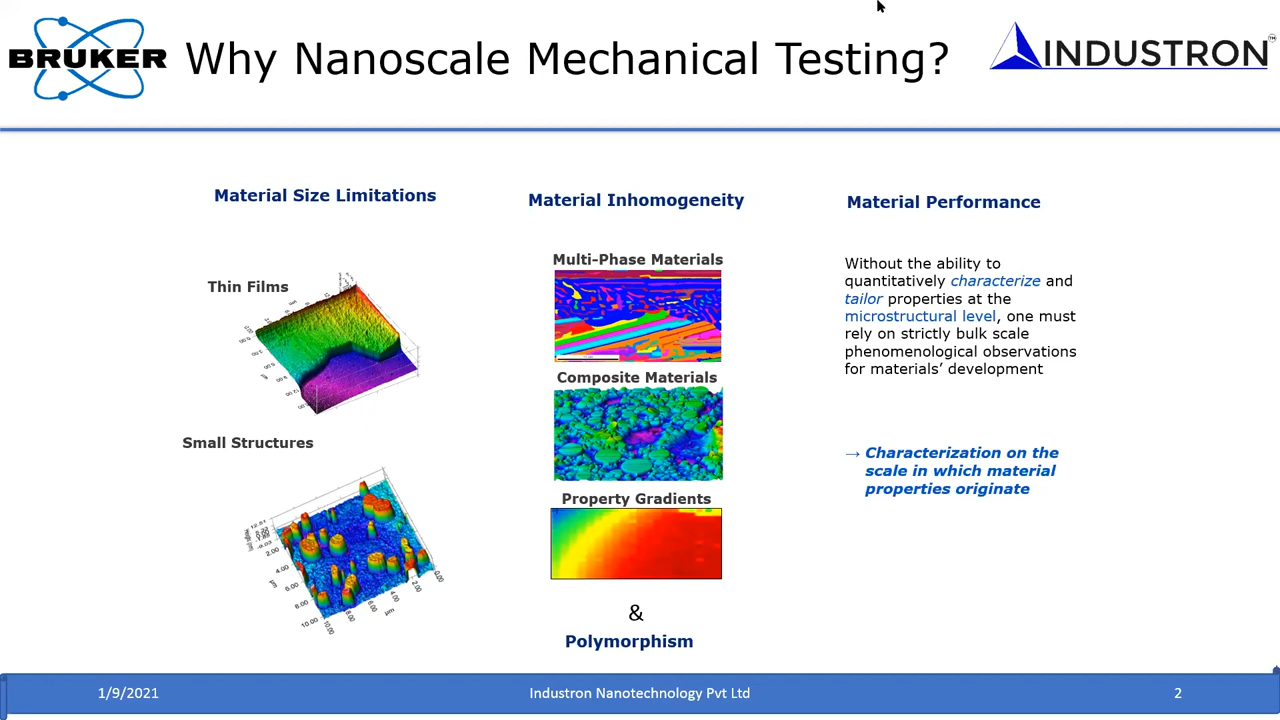 BRUKER
Why Nanoscale Mechanical Testing?
INDUSTRON™
Material Size Limitations
Thin Films
Small Structures
Material Inhomogeneity
Multi-Phase Materials
Composite Materials
Property Gradients
&
Polymorphism
Material Performance
Without the ability to
quantitatively characterize and
tailor properties at the
microstructural level, one must
rely on strictly bulk scale
phenomenological observations
for materials’ development
→ Characterization on the
scale in which material
properties originate
1/9/2021
Industron Nanotechnology Pvt Ltd
2